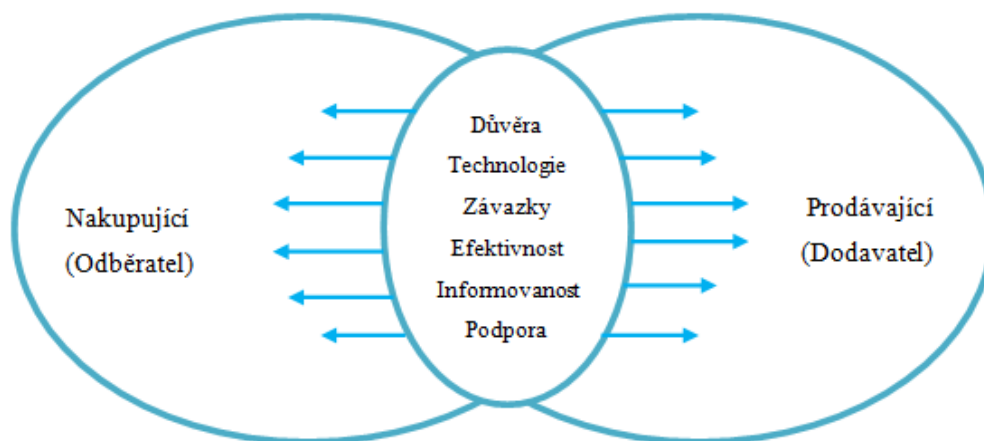 Nakupující
(Odběratel)
Důvěra
Technologie
Závazky
Efektivnost
Informovanost
Podpora
Prodávající
(Dodavatel)